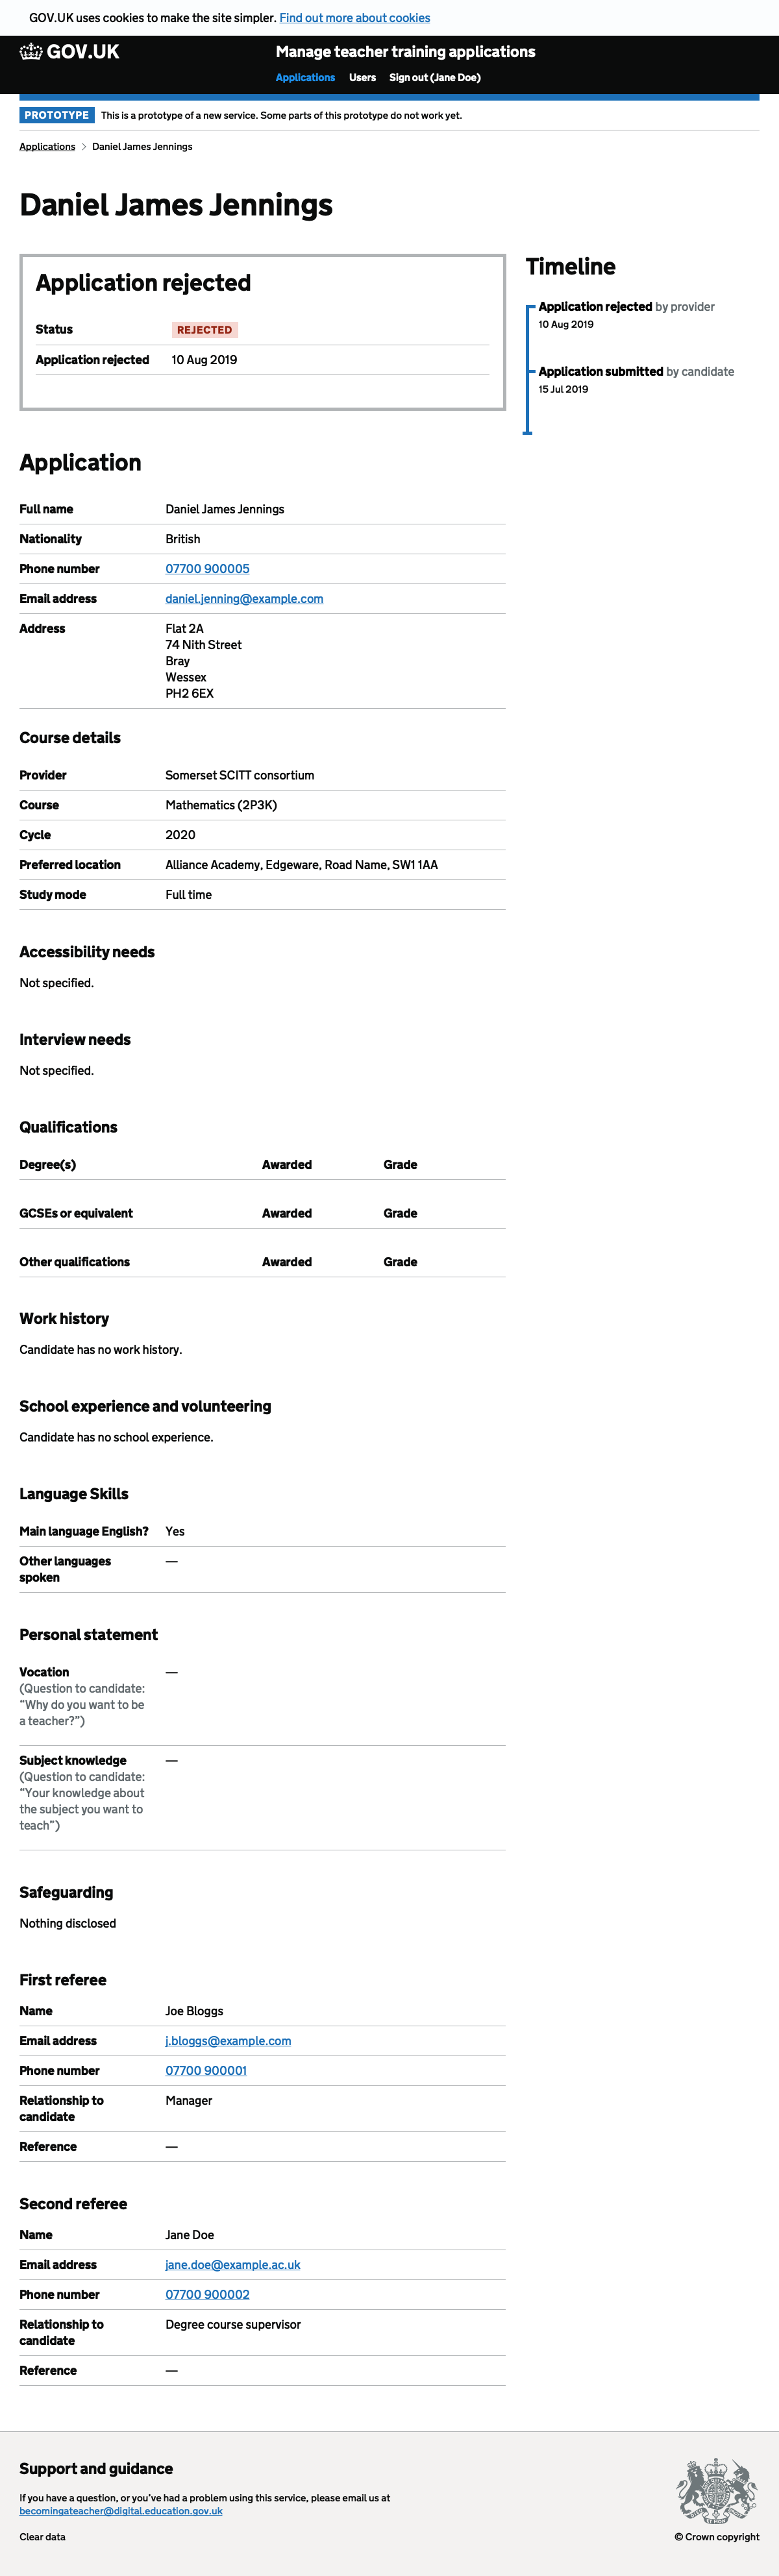 GOV.UK uses cookies to make the site simpler. Find out more about cookies
GOV.UK
Manage teacher training applications
Applications Users Sign out (Jane Doe)
PROTOTYPE This is a prototype of a new service. Some parts of this prototype do not work yet.
Applications > Daniel James Jennings
Daniel James Jennings
Application rejected
Status REJECTED
Application rejected 10 Aug 2019
Timeline
Application rejected by provider
10 Aug 2019
Application submitted by candidate
15 Jul 2019
Application
Full name Daniel James Jennings
Nationality British
Phone number 07700 900005
Email address daniel.jenning@example.com
Address Flat 2A
74 Nith Street
Bray
Wessex
PH2 6EX
Course details
Provider Somerset SCITT consortium
Course Mathematics (2P3K)
Cycle 2020
Preferred location Alliance Academy, Edgeware, Road Name, SW1 1AA
Study mode Full time
Accessibility needs
Not specified.
Interview needs
Not specified.
Qualifications
Degree(s) Awarded Grade
GCSEs or equivalent Awarded Grade
Other qualifications Awarded Grade
Work history
Candidate has no work history.
School experience and volunteering
Candidate has no school experience.
Language Skills
Main language English? Yes
Other languages —
spoken
Personal statement
Vocation —
(Question to candidate:
“Why do you want to be
a teacher?”)
Subject knowledge —
(Question to candidate:
“Your knowledge about
the subject you want to
teach”)
Safeguarding
Nothing disclosed
First referee
Name Joe Bloggs
Email address j.bloggs@example.com
Phone number 07700 900001
Relationship to Manager
candidate
Reference —
Second referee
Name Jane Doe
Email address jane.doe@example.ac.uk
Phone number 07700 900002
Relationship to Degree course supervisor
candidate
Reference —
Support and guidance
If you have a question, or you’ve had a problem using this service, please email us at
becomingateacher@digital.education.gov.uk
Clear data
© Crown copyright